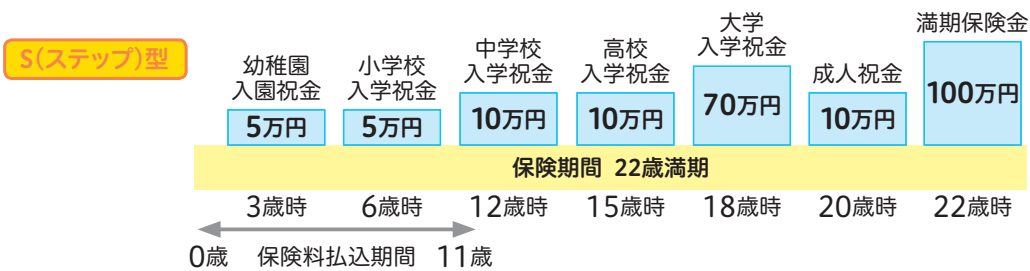 S(ステップ)型
幼稚園
入園祝金
5万円
小学校
入学祝金
5万円
中学校
入学祝金
10万円
高校
入学祝金
10万円
大学
入学祝金
70万円
成人祝金
10万円
満期保険金
100万円
保険期間 22歳満期
3歳時 6歳時 12歳時 15歳時 18歳時 20歳時 22歳時
0歳 保険料払込期間 11歳